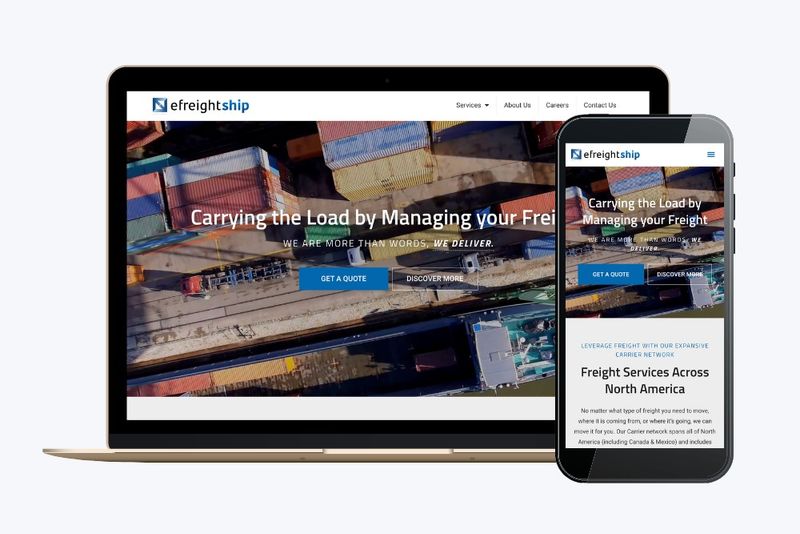 efreightship
Services About Us Careers Contact Us
Carrying the Load by Managing your Frei
WE ARE MORE THAN WORDS, WE DELIVER.
GET A QUOTE DISCOVER MORE
efreightship
Carrying the Load by
Managing your Freight
WE ARE MORE THAN WORDS, WE
DELIVER.
GET A QUOTE DISCOVER MORE
LEVERAGE FREIGHT WITH OUR EXPANSIVE
CARRIER NETWORK
Freight Services Across
North America
No matter what type of freight you need to move,
where it is coming from, or where it's going, we can
move it for you. Our Carrier network spans all of North
America (including Canada & Mexico) and includes